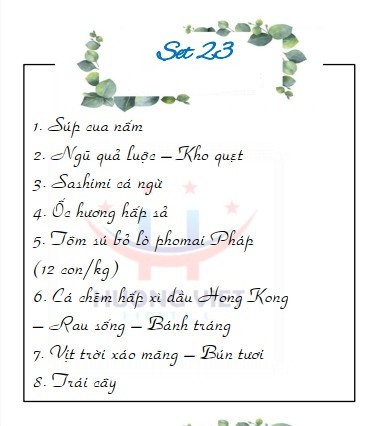 Set 23
1. Súp cua nấm
2. Ngũ quả luộc – Kho quẹt
3. Sashimi cá ngừ
4. Ốc hương hấp sả
5. Tôm sú bỏ lò phomai Pháp
(12 con/kg)
6. Cá chẽm hấp xì dầu Hong Kong
– Rau sống – Bánh tráng
7. Vịt trời xáo măng – Bún tươi
8. Trái cây
HUONG VIET